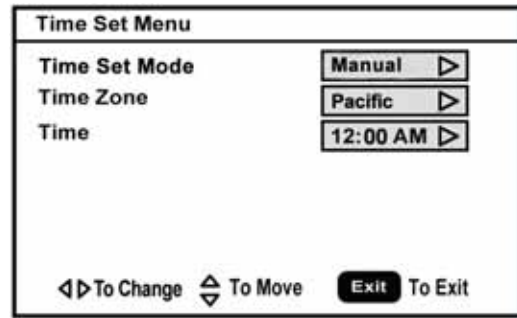 Time Set Menu
Time Set Mode Manual
Time Zone Pacific
Time 12:00 AM
To Change To Move Exit To Exit